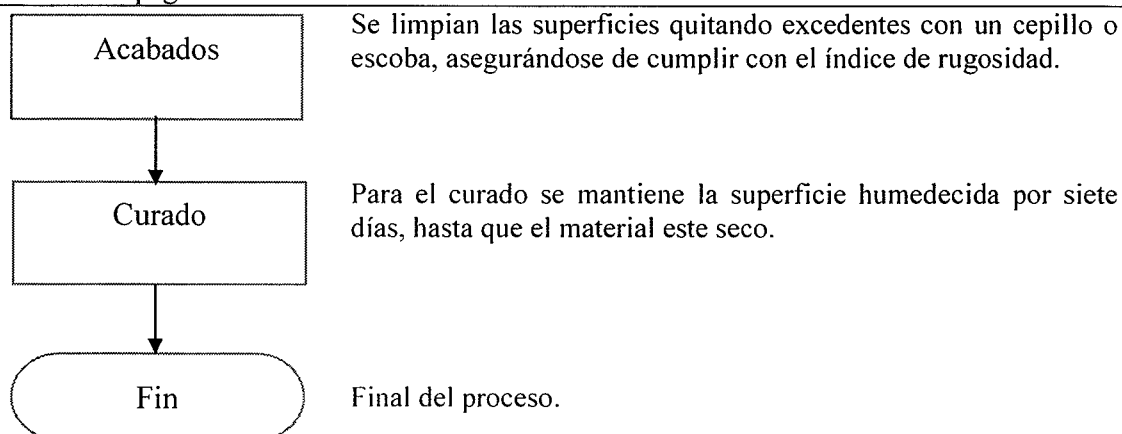 Acabados
Se limpian las superficies quitando excedentes con un cepillo o
escoba, asegurándose de cumplir con el índice de rugosidad.
Curado
Para el curado se mantiene la superficie humedecida por siete
días, hasta que el material este seco.
Fin
Final del proceso.